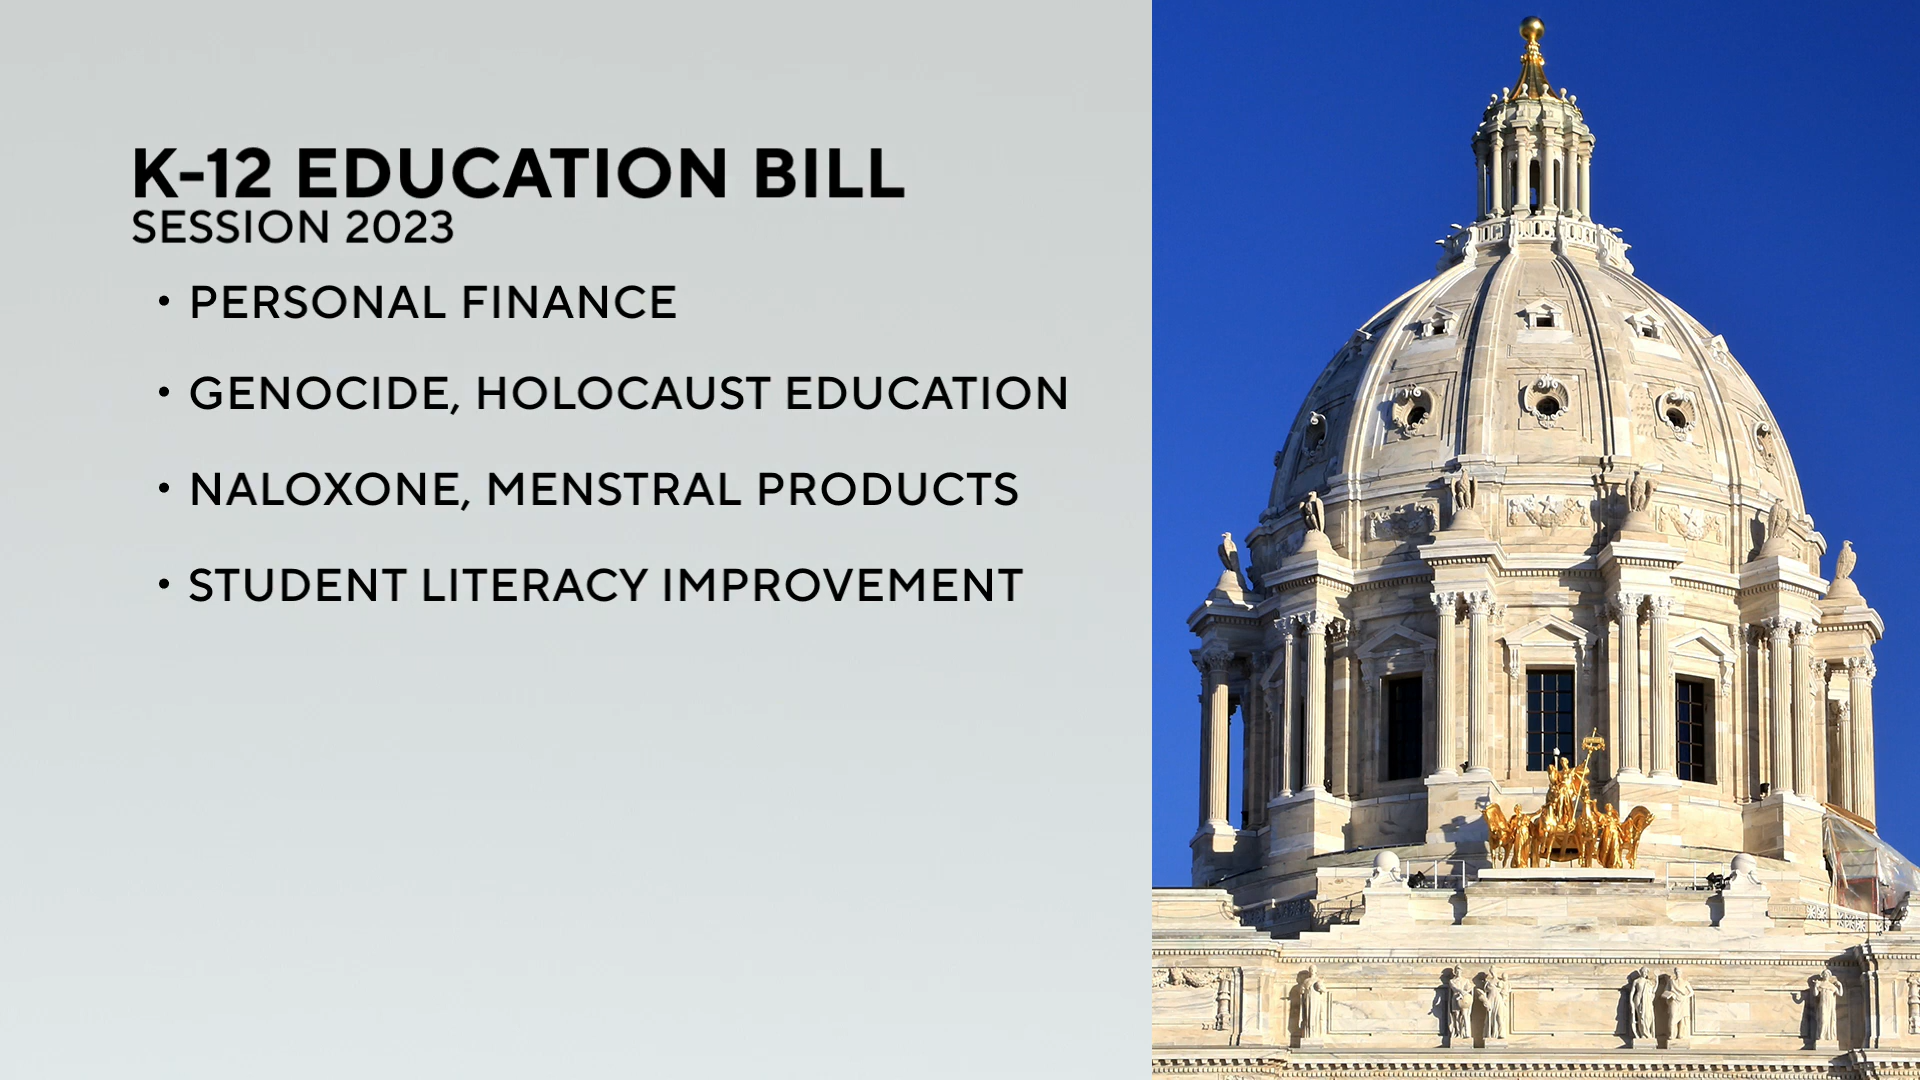 K-12 EDUCATION BILL
SESSION 2023
• PERSONAL FINANCE
• GENOCIDE, HOLOCAUST EDUCATION
• NALOXONE, MENSTRAL PRODUCTS
• STUDENT LITERACY IMPROVEMENT